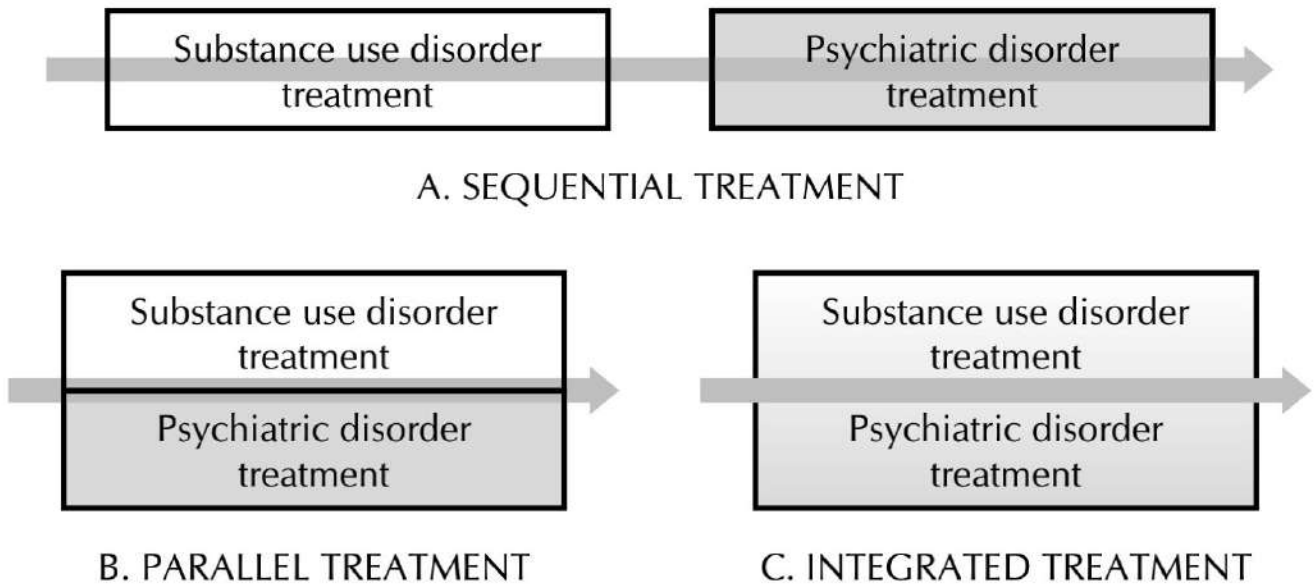 Substance use disorder
treatment
Psychiatric disorder
treatment
A. SEQUENTIAL TREATMENT
Substance use disorder
treatment
Psychiatric disorder
treatment
B. PARALLEL TREATMENT
Substance use disorder
treatment
Psychiatric disorder
treatment
C. INTEGRATED TREATMENT